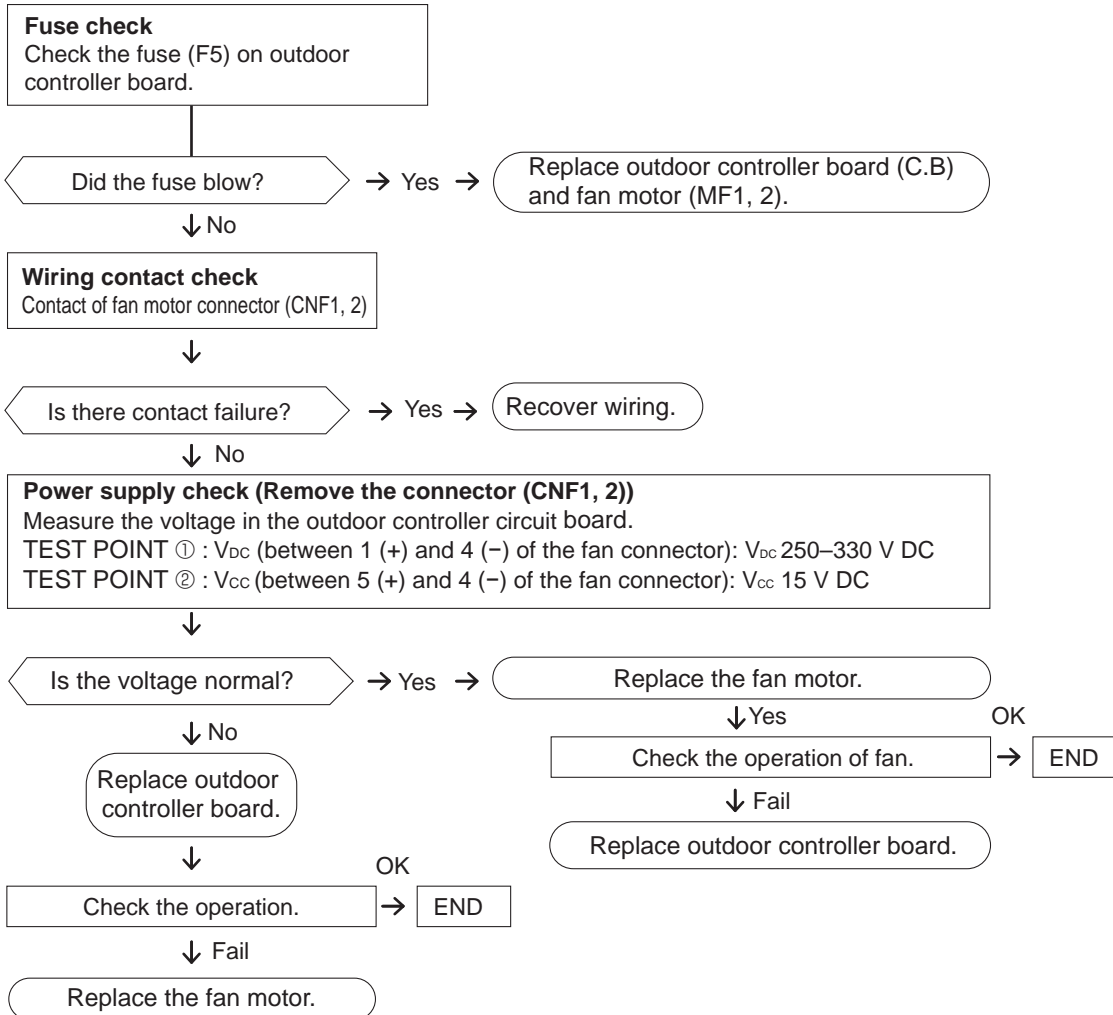 Fuse check
Check the fuse (F5) on outdoor
controller board.
Did the fuse blow?
Yes
Replace outdoor controller board (C.B)
and fan motor (MF1, 2).
No
Wiring contact check
Contact of fan motor connector (CNF1, 2)
Is there contact failure?
Yes
Recover wiring.
No
Power supply check (Remove the connector (CNF1, 2))
Measure the voltage in the outdoor controller circuit board.
TEST POINT ① : VDC (between 1 (+) and 4 (−) of the fan connector): VDC 250–330 V DC
TEST POINT ② : VCC (between 5 (+) and 4 (−) of the fan connector): VCC 15 V DC
Is the voltage normal?
Yes
Replace the fan motor.
Yes
OK
Check the operation of fan.
END
Fail
Replace outdoor controller board.
No
Replace outdoor
controller board.
OK
Check the operation.
END
Fail
Replace the fan motor.